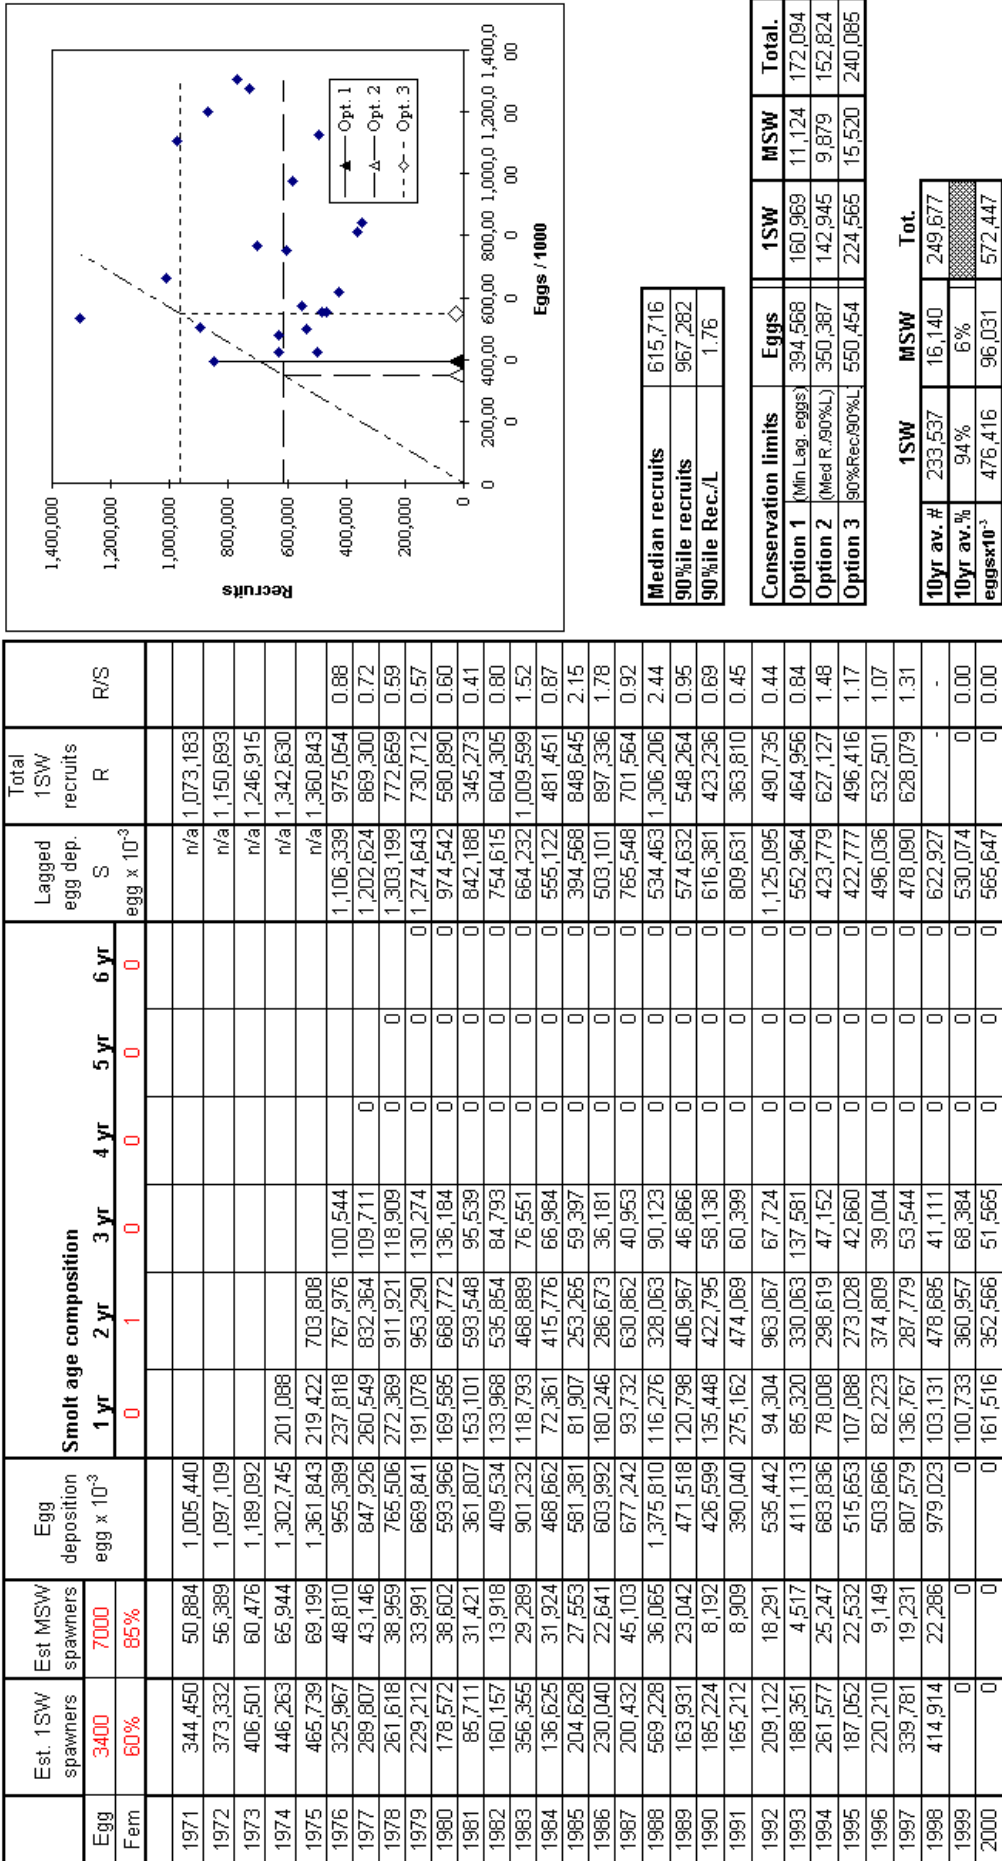 Est. 1SW Est MSW Egg Smolt age composition Lagged Total
spawners spawners deposition egg dep. 1SW
recruits
Egg 3400 7000 egg x 10-3 1 yr 2 yr 3 yr 4 yr 5 yr 6 yr S R R/S
Fem 60% 85% 0 1 0 0 0 0 egg x 10-3
1971 344,450 50,884 1,005,440 n/a 1,073,183
1972 373,332 56,389 1,097,109 n/a 1,150,693
1973 406,501 60,476 1,189,092 n/a 1,246,915
1974 446,263 65,944 1,302,745 201,088 n/a 1,342,630
1975 465,739 69,199 1,361,843 219,422 703,808 n/a 1,360,843
1976 325,967 48,810 955,389 237,818 767,976 100,544 1,106,339 975,054 0.88
1977 289,807 43,146 847,926 260,549 832,364 109,711 0 1,202,624 869,300 0.72
1978 261,618 38,959 765,506 272,369 911,921 118,909 0 0 1,303,199 772,659 0.59
1979 229,212 33,991 669,841 191,078 953,290 130,274 0 0 0 1,274,643 730,712 0.57
1980 178,572 38,602 593,966 169,585 668,772 136,184 0 0 0 974,542 580,890 0.60
1981 85,711 31,421 361,807 153,101 593,548 95,539 0 0 0 842,188 345,273 0.41
1982 160,157 13,918 409,534 133,968 535,854 84,793 0 0 0 754,615 604,305 0.80
1983 356,355 29,289 901,232 118,793 468,889 76,551 0 0 0 664,232 1,009,599 1.52
1984 136,625 31,924 468,662 72,361 415,776 66,984 0 0 0 555,122 481,451 0.87
1985 204,628 27,553 581,381 81,907 253,265 59,397 0 0 0 394,568 848,645 2.15
1986 230,040 22,641 603,992 180,246 286,673 36,181 0 0 0 503,101 897,336 1.78
1987 200,432 45,103 677,242 93,732 630,862 40,953 0 0 0 765,548 701,564 0.92
1988 569,228 36,065 1,375,810 116,276 328,063 90,123 0 0 0 534,463 1,306,206 2.44
1989 163,931 23,042 471,518 120,798 406,967 46,866 0 0 0 574,632 548,264 0.95
1990 185,224 8,192 426,599 135,448 422,795 58,138 0 0 0 616,381 423,236 0.69
1991 165,212 8,909 390,040 275,162 474,069 60,399 0 0 0 809,631 363,810 0.45
1992 209,122 18,291 535,442 94,304 963,067 67,724 0 0 0 1,125,095 490,735 0.44
1993 188,351 4,517 411,113 85,320 330,063 137,581 0 0 0 552,964 464,956 0.84
1994 261,577 25,247 683,836 78,008 298,619 47,152 0 0 0 423,779 627,127 1.48
1995 187,052 22,532 515,653 107,088 273,028 42,660 0 0 0 422,777 496,416 1.17
1996 220,210 9,149 503,666 82,223 374,809 39,004 0 0 0 496,036 532,501 1.07
1997 339,781 19,231 807,579 136,767 287,779 53,544 0 0 0 478,090 628,079 1.31
1998 414,914 22,286 979,023 103,131 478,685 41,111 0 0 0 622,927 - -
1999 0 0 0 100,733 360,957 68,384 0 0 0 530,074 0 0.00
2000 0 0 0 161,516 352,566 51,565 0 0 0 565,647 0 0.00
1,400,000
1,200,000
1,000,000
800,000
600,000
400,000
200,000
0
Recruits
0 200,00 400,00 600,00 800,00 1,000,0 1,200,0 1,400,0
0 0 0 0 00 00 00
Eggs / 1000
Opt. 1
Opt. 2
Opt. 3
Median recruits 615,716
90%ile recruits 967,282
90%ile Rec./L 1.76
Conservation limits Eggs 1SW MSW Total.
Option 1 (Min Lag. eggs) 394,568 160,969 11,124 172,094
Option 2 (Med R./90%L) 350,387 142,945 9,879 152,824
Option 3 90%Rec/90%L 550,454 224,565 15,520 240,085
1SW MSW Tot.
10yr av. # 233,537 16,140 249,677
10yr av.% 94% 6%
eggsx10-3 476,416 96,031 572,447